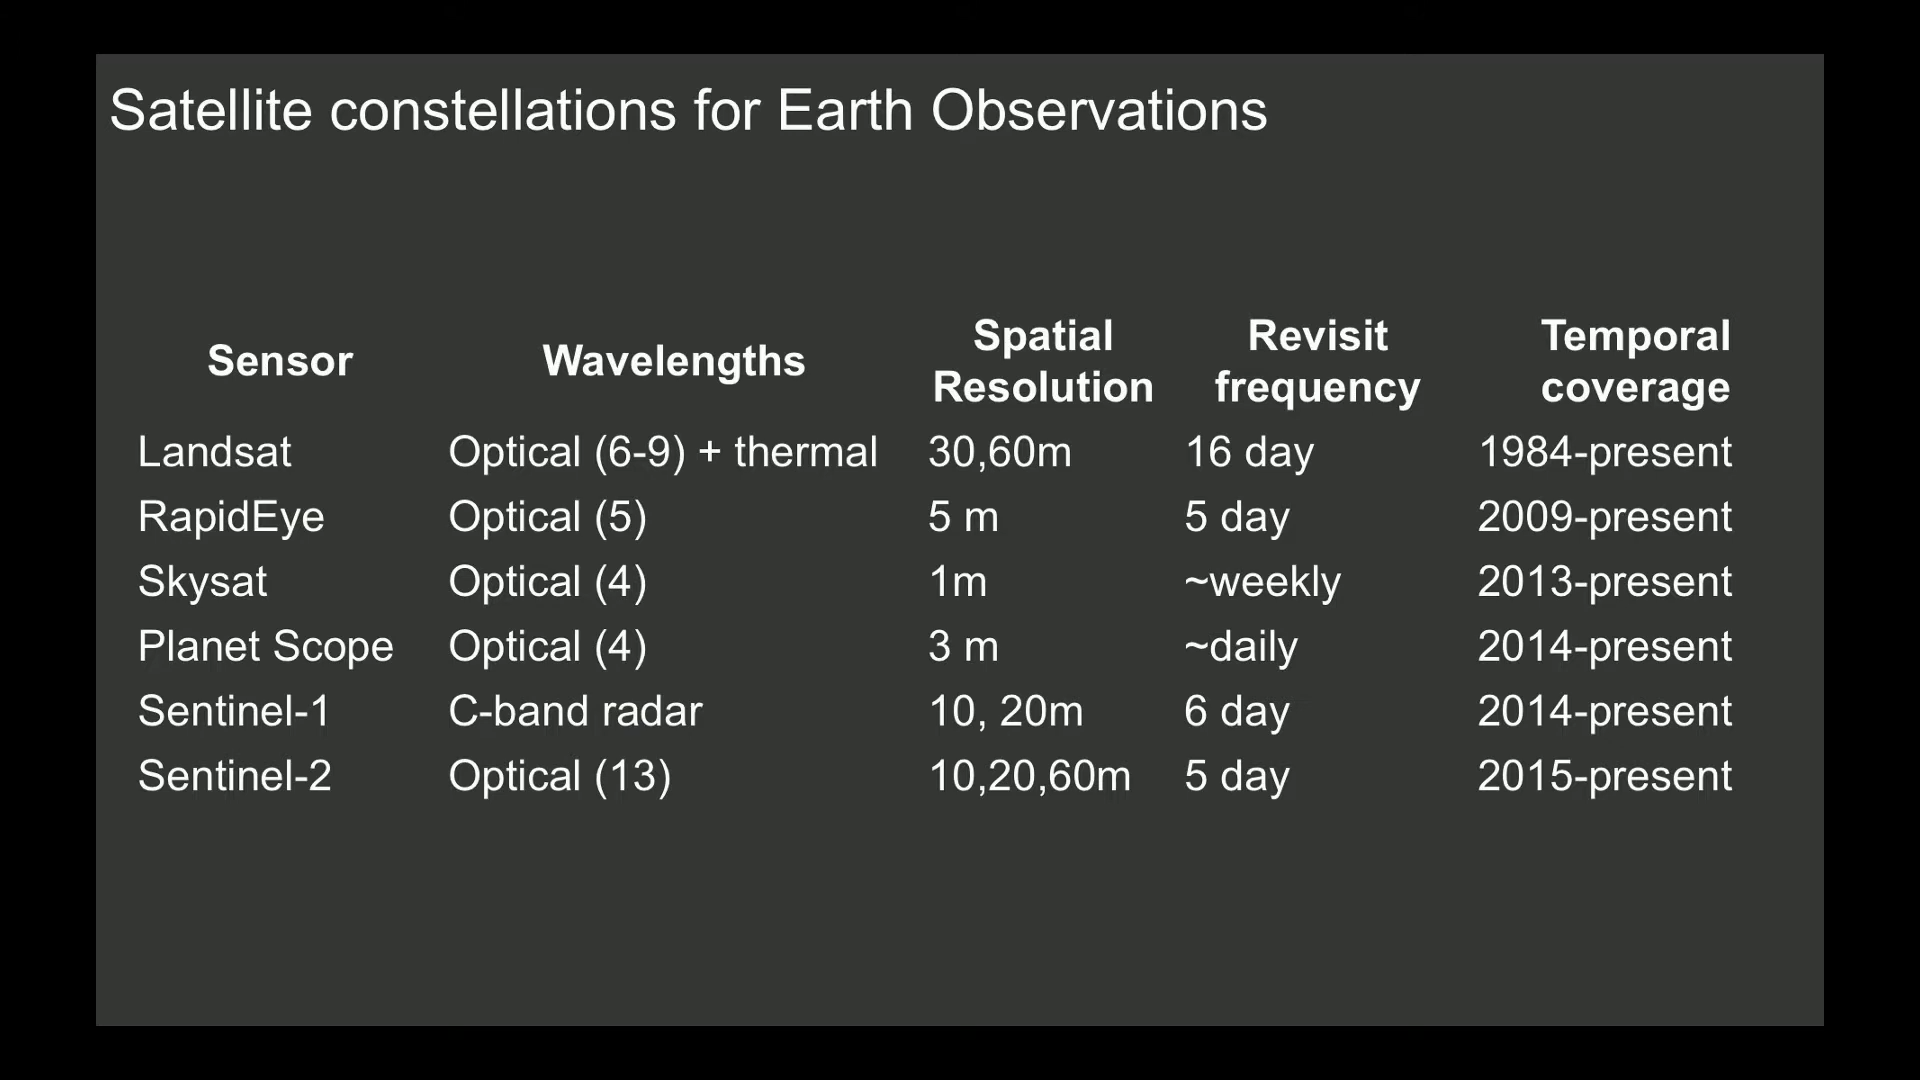 Satellite constellations for Earth Observations
Sensor Wavelengths Spatial Resolution Revisit frequency Temporal coverage
Landsat Optical (6-9) + thermal 30,60m 16 day 1984-present
RapidEye Optical (5) 5 m 5 day 2009-present
Skysat Optical (4) 1m ~weekly 2013-present
Planet Scope Optical (4) 3 m ~daily 2014-present
Sentinel-1 C-band radar 10, 20m 6 day 2014-present
Sentinel-2 Optical (13) 10,20,60m 5 day 2015-present